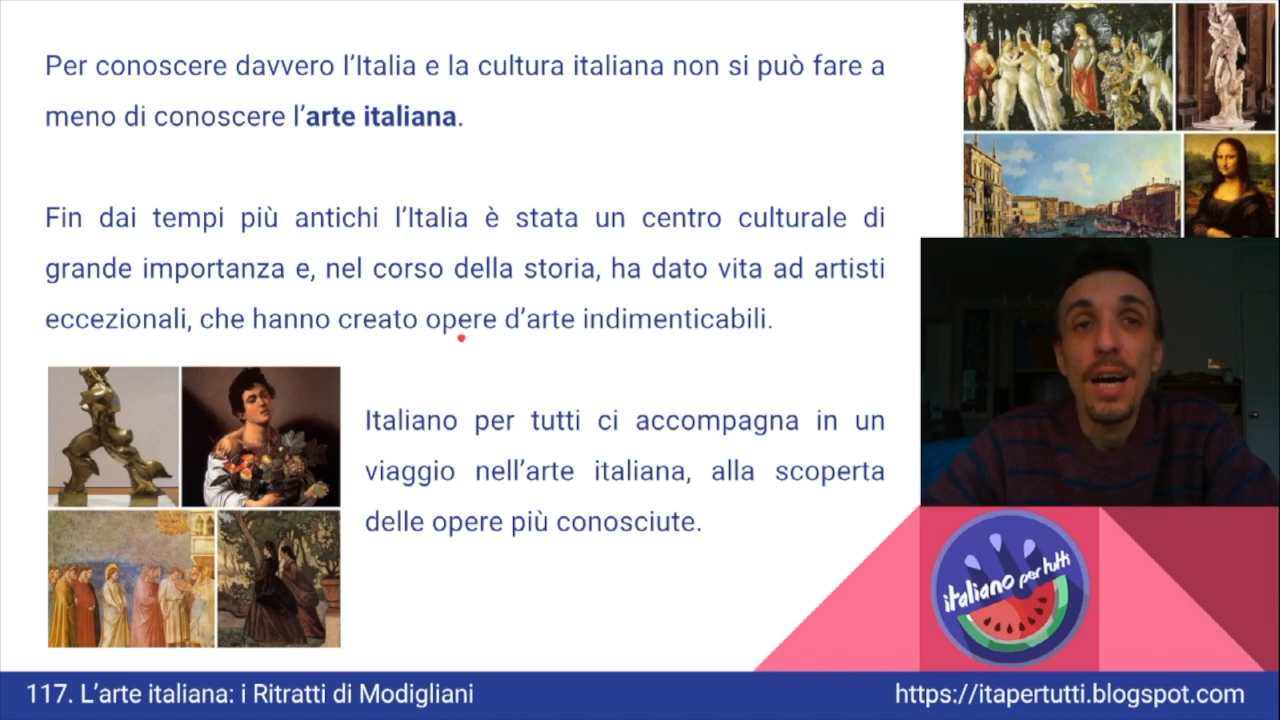 Per conoscere davvero l’Italia e la cultura italiana non si può fare a
meno di conoscere l’arte italiana.
Fin dai tempi più antichi l’Italia è stata un centro culturale di
grande importanza e, nel corso della storia, ha dato vita ad artisti
eccezionali, che hanno creato opere d’arte indimenticabili.
Italiano per tutti ci accompagna in un
viaggio nell’arte italiana, alla scoperta
delle opere più conosciute.
italiano per tutti
117. L’arte italiana: i Ritratti di Modigliani
https://itapertutti.blogspot.com